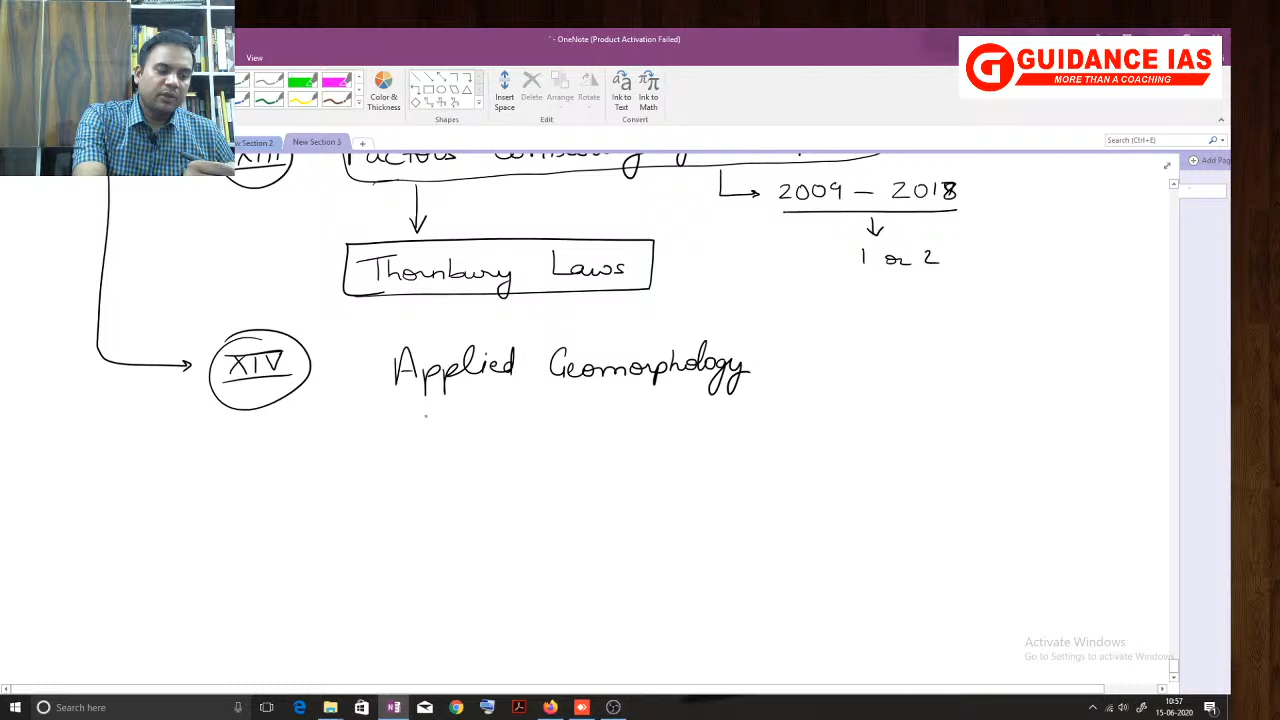 ' - OneNote (Product Activation Failed)
GUIDANCE IAS
MORE THAN A COACHING
View
Color & Thickness
Insert Space
Delete
Arrange
Rotate
Ink to Text
Ink to Math
Shapes
Edit
Convert
New Section 3
Search (Ctrl+E)
XIII
Factors
2009 - 2018
1 or 2
Thornbury Laws
XIV
Applied Geomorphology
Activate Windows
Go to Settings to activate Windows.
Search here
10:57
15-06-2020